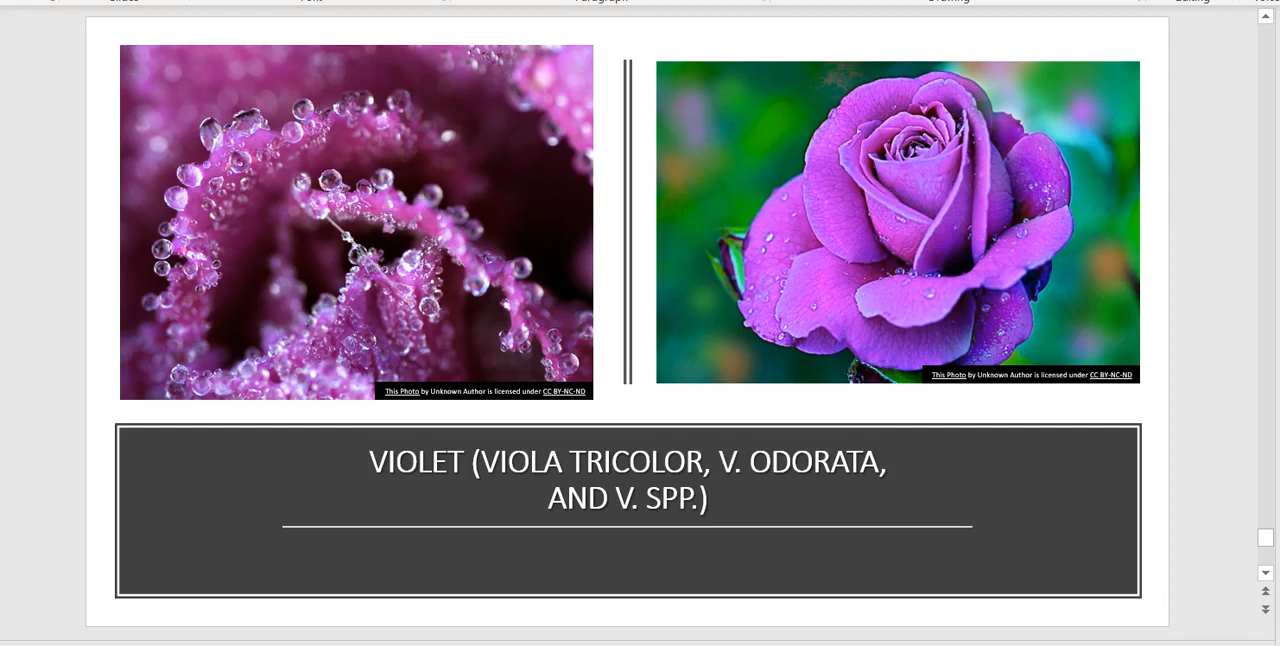 This Photo by Unknown Author is licensed under CC BY-NC-ND
This Photo by Unknown Author is licensed under CC BY-NC-ND
VIOLET (VIOLA TRICOLOR, V. ODORATA,
AND V. SPP.)